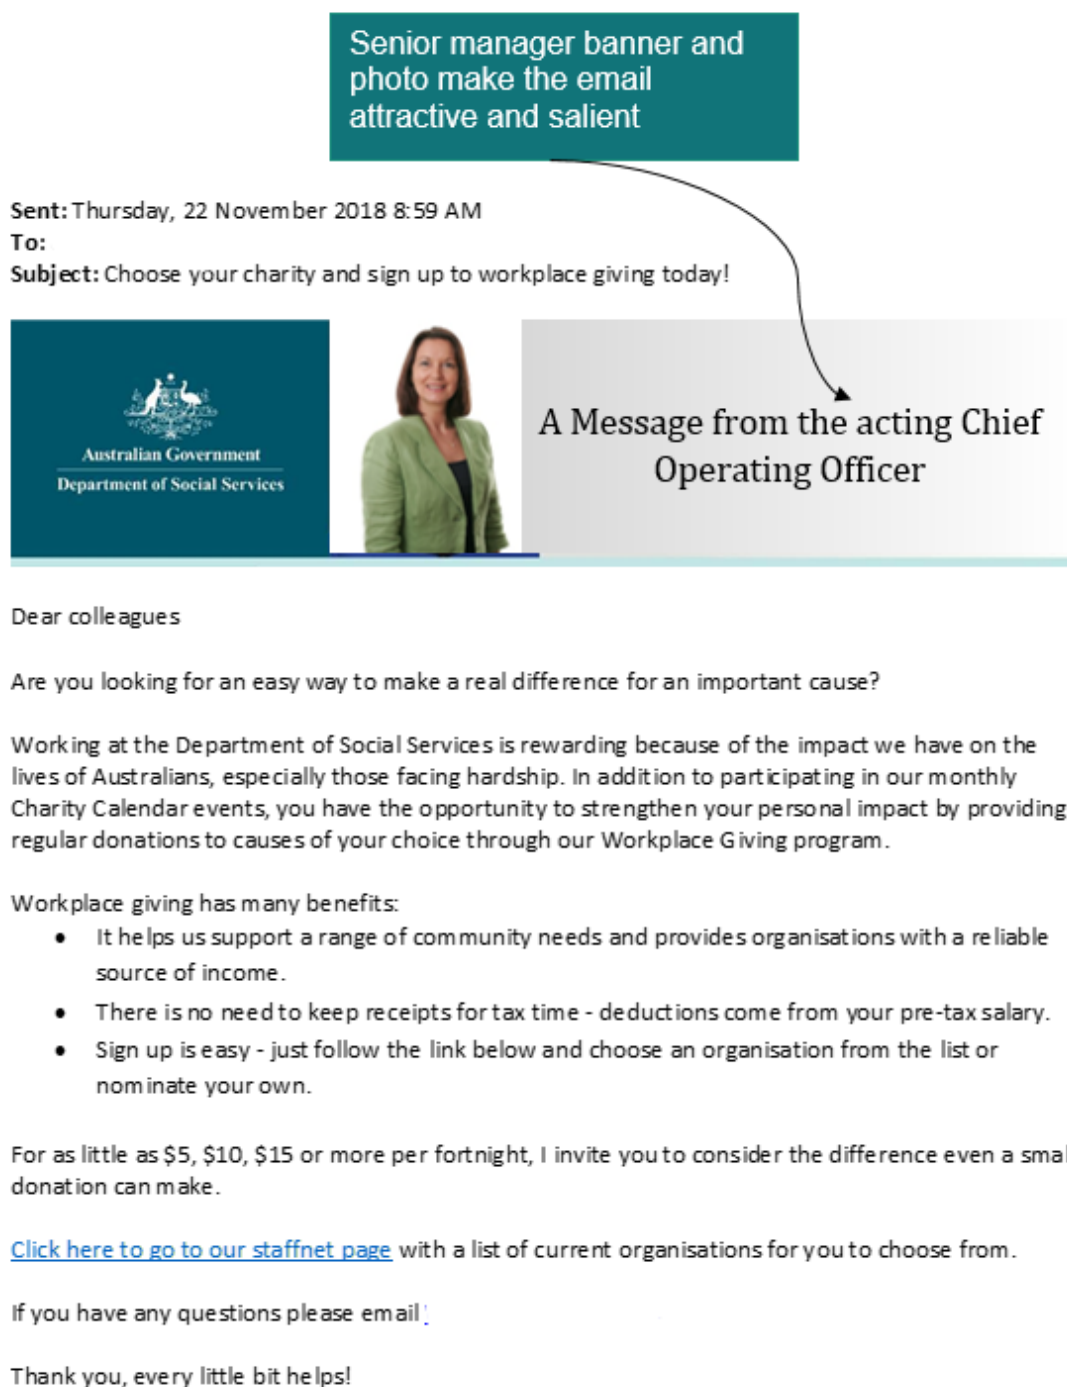 Senior manager banner and
photo make the email
attractive and salient
Sent: Thursday, 22 November 2018 8:59 AM
To:
Subject: Choose your charity and sign up to workplace giving today!
Australian Government
Department of Social Services
A Message from the acting Chief
Operating Officer
Dear colleagues
Are you looking for an easy way to make a real difference for an important cause?
Working at the Department of Social Services is rewarding because of the impact we have on the
lives of Australians, especially those facing hardship. In addition to participating in our monthly
Charity Calendar events, you have the opportunity to strengthen your personal impact by providing
regular donations to causes of your choice through our Workplace Giving program.
Workplace giving has many benefits:
• It helps us support a range of community needs and provides organisations with a reliable
source of income.
• There is no need to keep receipts for tax time - deductions come from your pre-tax salary.
• Sign up is easy - just follow the link below and choose an organisation from the list or
nominate your own.
For as little as $5, $10, $15 or more per fortnight, I invite you to consider the difference even a smal
donation can make.
Click here to go to our staffnet page with a list of current organisations for you to choose from.
If you have any questions please email
Thank you, every little bit helps!